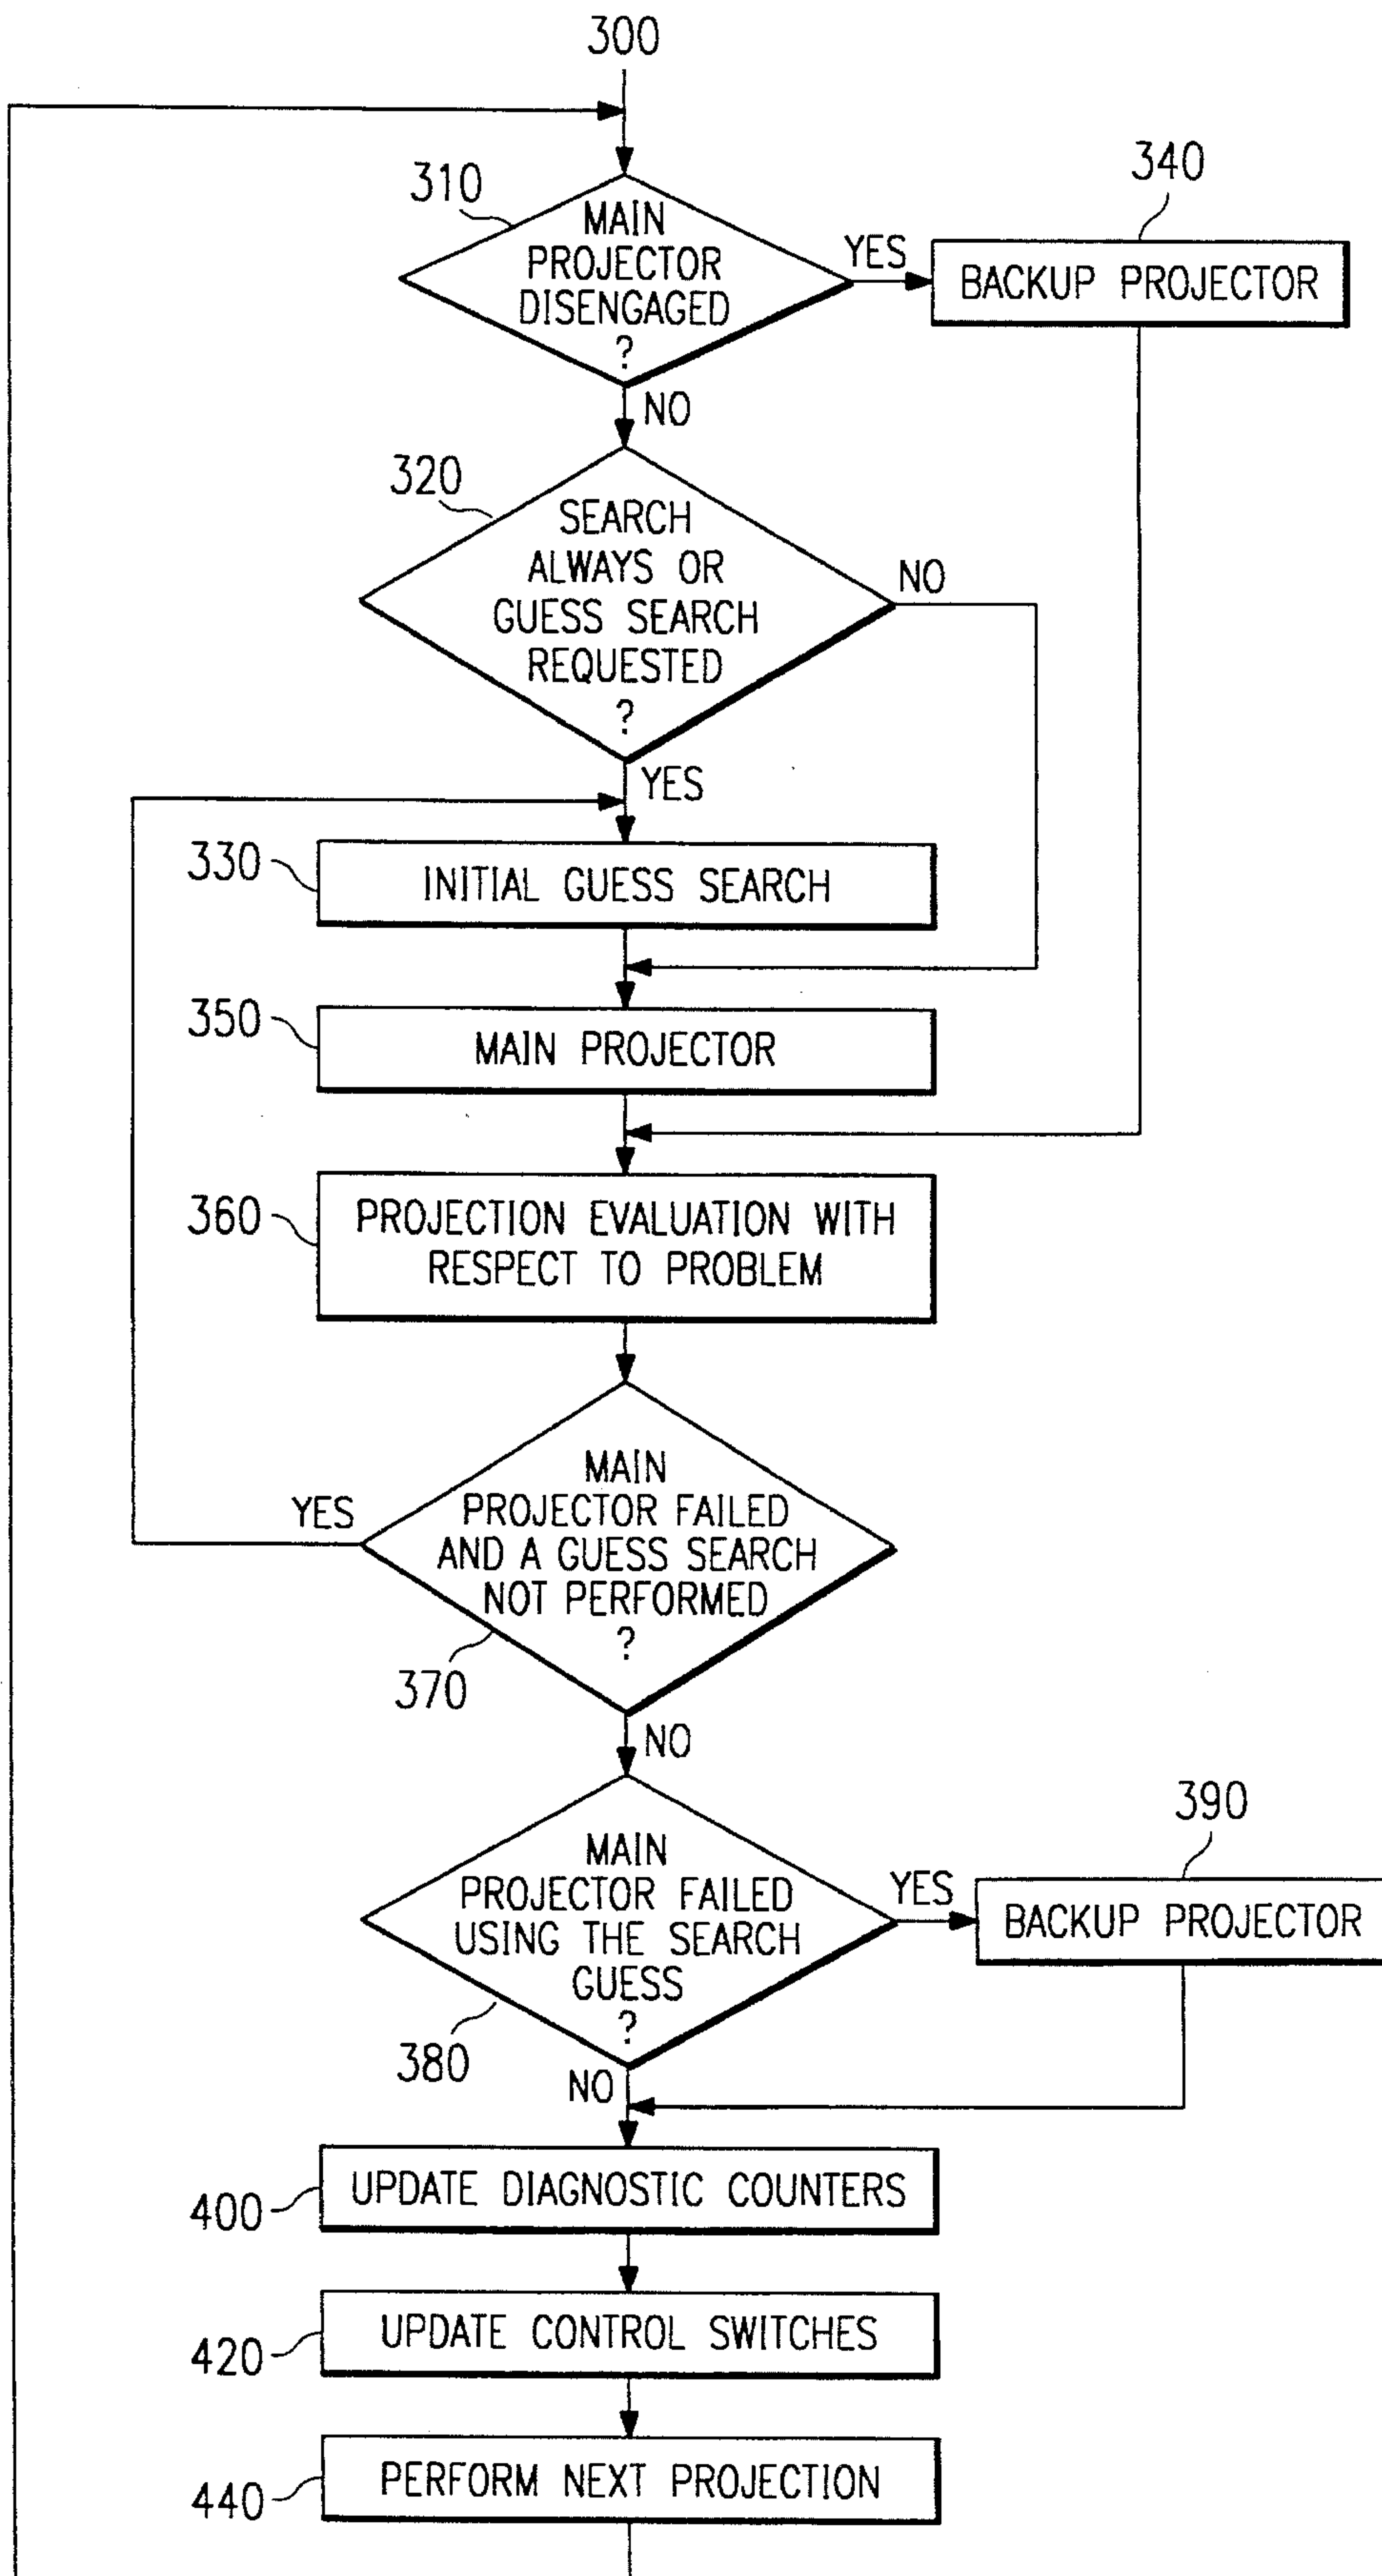 300
310
MAIN
PROJECTOR
DISENGAGED
?
YES
340
BACKUP PROJECTOR
NO
320
SEARCH
ALWAYS OR
GUESS SEARCH
REQUESTED
?
NO
YES
330
INITIAL GUESS SEARCH
350
MAIN PROJECTOR
360
PROJECTION EVALUATION WITH
RESPECT TO PROBLEM
MAIN
PROJECTOR FAILED
AND A GUESS SEARCH
NOT PERFORMED
?
YES
370
NO
MAIN
PROJECTOR FAILED
USING THE SEARCH
GUESS
?
380
YES
390
BACKUP PROJECTOR
NO
400
UPDATE DIAGNOSTIC COUNTERS
420
UPDATE CONTROL SWITCHES
440
PERFORM NEXT PROJECTION